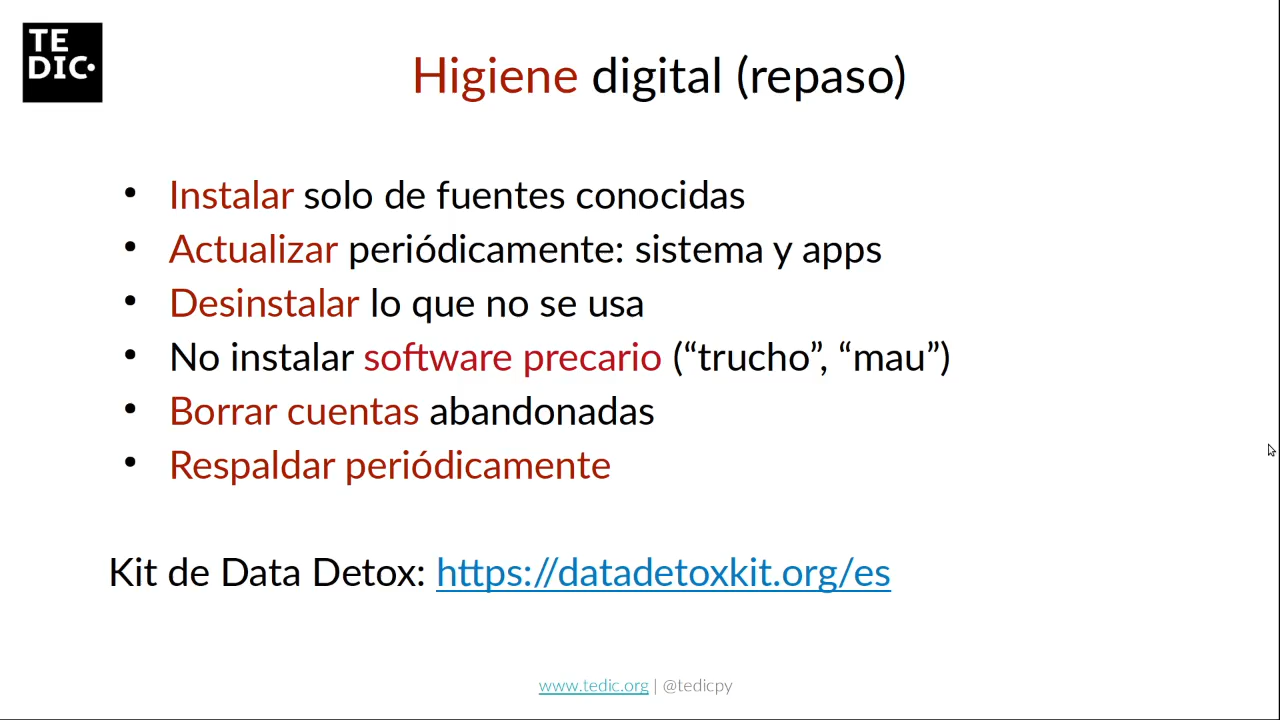 TE
DIC
Higiene digital (repaso)
• Instalar solo de fuentes conocidas
• Actualizar periódicamente: sistema y apps
• Desinstalar lo que no se usa
• No instalar software precario (“trucho”, “mau”)
• Borrar cuentas abandonadas
• Respaldar periódicamente
Kit de Data Detox: https://datadetoxkit.org/es
www.tedic.org | @tedicpy